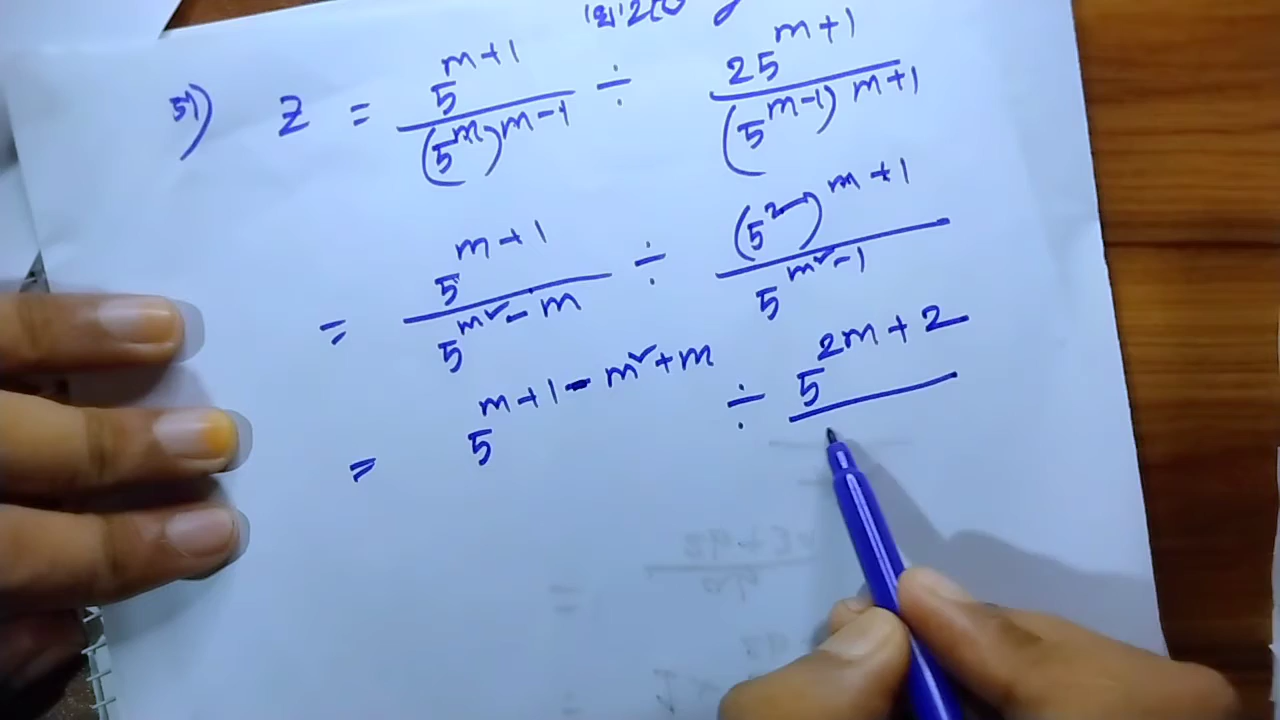 Z = 5^{m+1} / (5^m)^{m-1} ÷ 25^{m+1} / (5^{m-1})^{m+1}
= 5^{m+1} / 5^{m²-m} ÷ (5²)^{m+1} / 5^{m²-1}
= 5^{m+1-m²+m} ÷ 5^{2m+2}